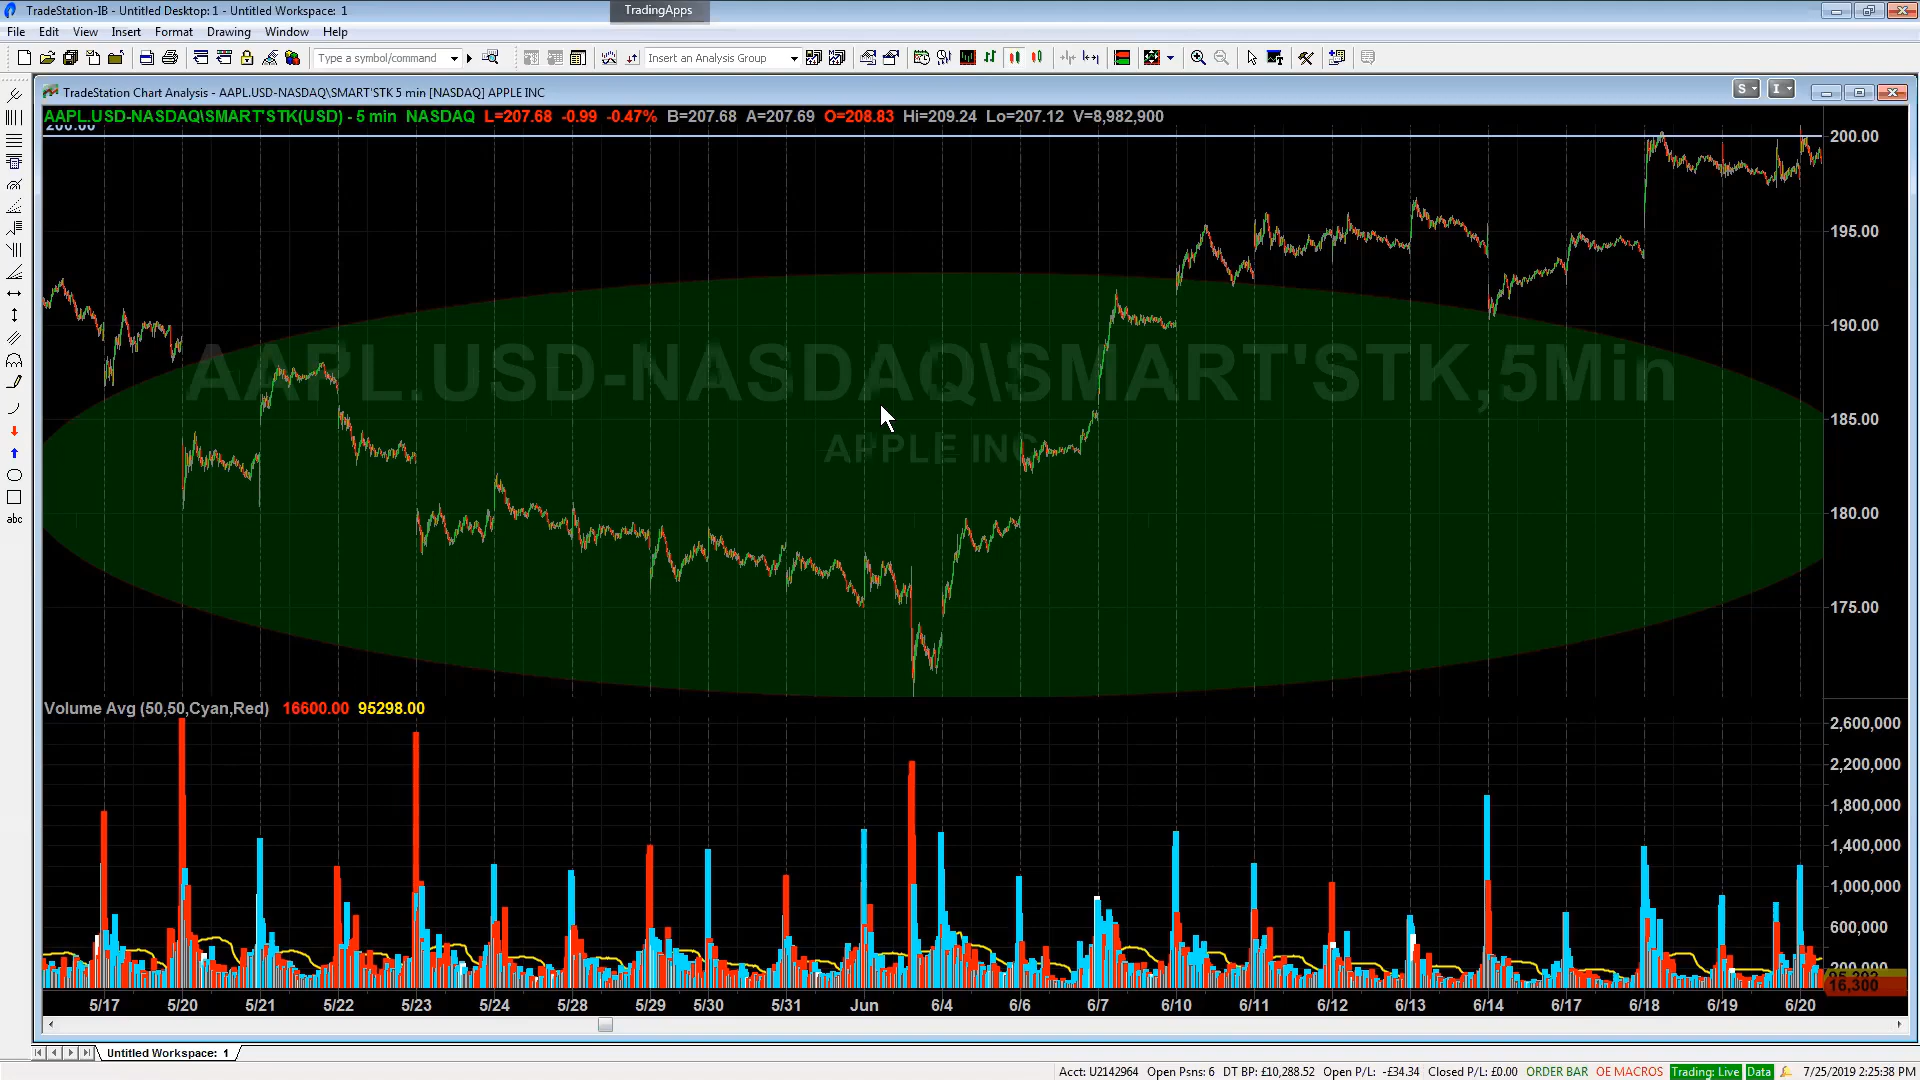 TradeStation-IB - Untitled Desktop: 1 - Untitled Workspace: 1
TradingApps
File Edit View Insert Format Drawing Window Help
Type a symbol/command
Insert an Analysis Group
TradeStation Chart Analysis - AAPL.USD-NASDAQ\SMART'STK 5 min [NASDAQ] APPLE INC
S
I
AAPL.USD-NASDAQ\SMART'STK(USD) - 5 min NASDAQ L=207.68 -0.99 -0.47% B=207.68 A=207.69 O=208.83 Hi=209.24 Lo=207.12 V=8,982,900
200.00
200.00
195.00
190.00
AAPL.USD-NASDAQ\SMART'STK,5Min
185.00
APPLE INC
180.00
abc
175.00
Volume Avg (50,50,Cyan,Red) 16600.00 95298.00
2,600,000
2,200,000
1,800,000
1,400,000
1,000,000
600,000
200,000
16,300
5/17 5/20 5/21 5/22 5/23 5/24 5/28 5/29 5/30 5/31 Jun 6/4 6/6 6/7 6/10 6/11 6/12 6/13 6/14 6/17 6/18 6/19 6/20
Untitled Workspace: 1
Acct: U2142964 Open Psns: 6 DT BP: £10,288.52 Open P/L: -£34.34 Closed P/L: £0.00 ORDER BAR OE MACROS Trading: Live Data 7/25/2019 2:25:38 PM